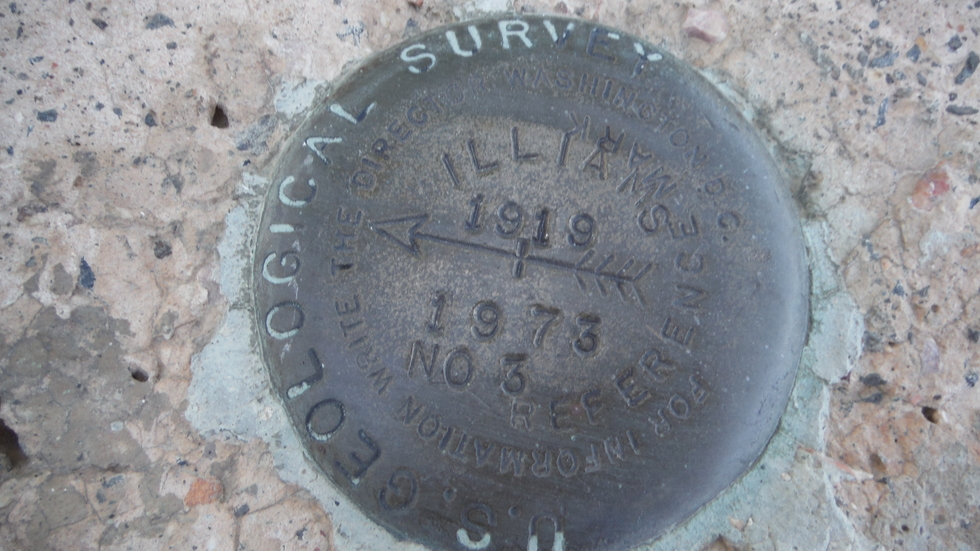 U.S. GEOLOGICAL SURVEY
FOR INFORMATION WRITE THE DIRECTOR, WASHINGTON, D.C.
REFERENCE MARK
ILLIAMS
1919
1973
NO 3